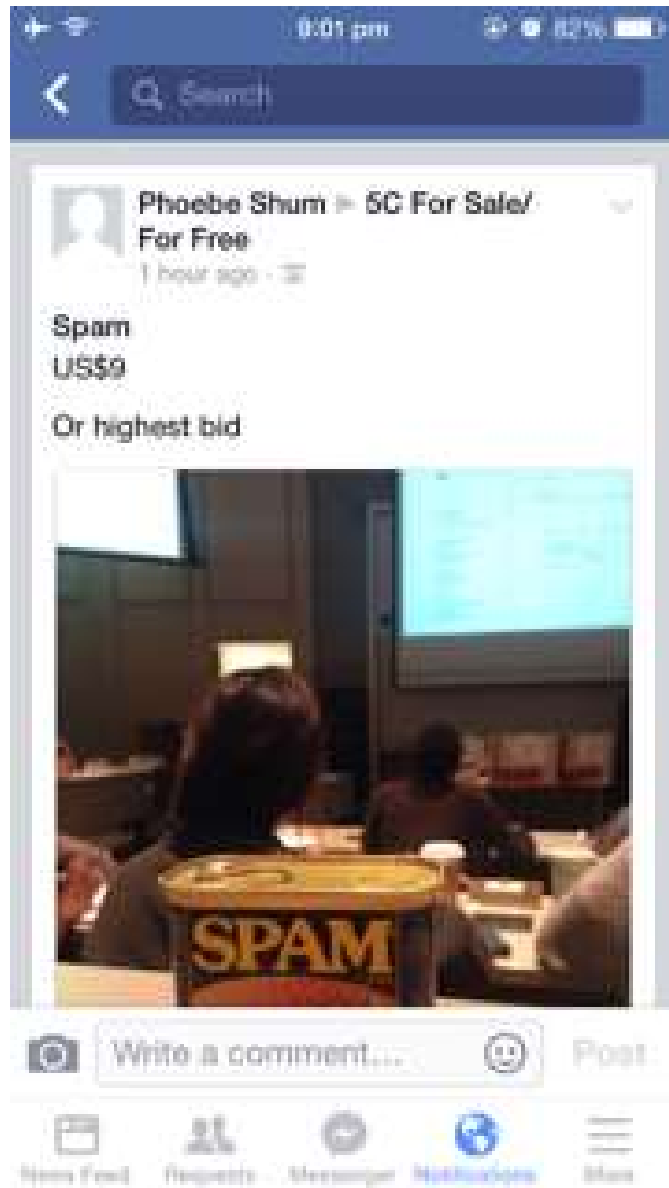 9:01 pm
82%
Search
Phoebe Shum ▸ 5C For Sale/
For Free
1 hour ago
Spam
US$9
Or highest bid
SPAM
Write a comment...
Post
News Feed
Requests
Messenger
Notifications
More